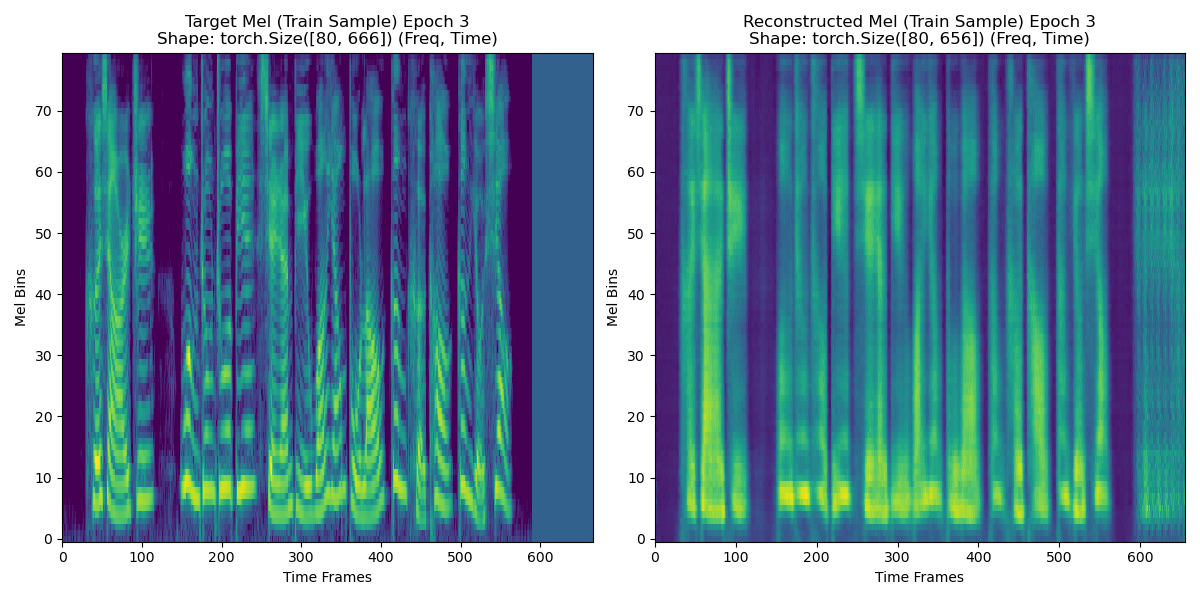 Target Mel (Train Sample) Epoch 3
Shape: torch.Size([80, 666]) (Freq, Time)
Mel Bins
70
60
50
40
30
20
10
0
0 100 200 300 400 500 600
Time Frames
Reconstructed Mel (Train Sample) Epoch 3
Shape: torch.Size([80, 656]) (Freq, Time)
Mel Bins
70
60
50
40
30
20
10
0
0 100 200 300 400 500 600
Time Frames